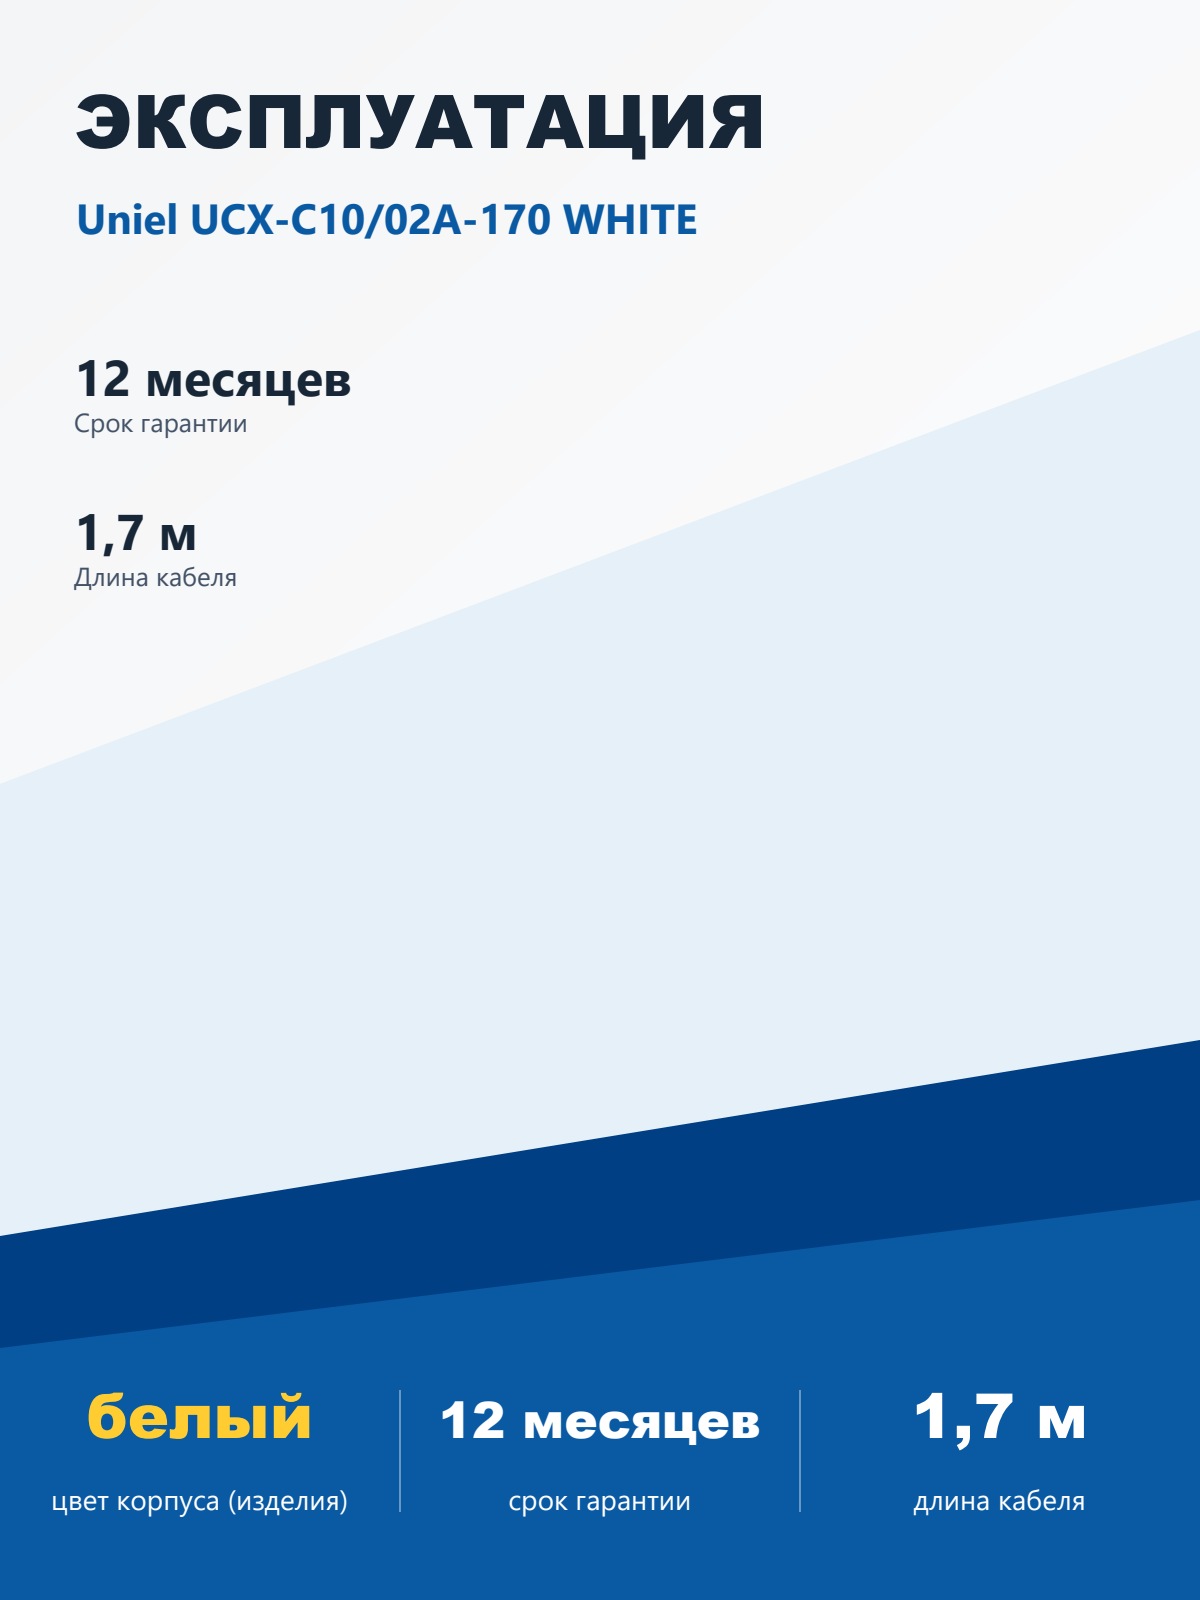 ЭКСПЛУАТАЦИЯ
Uniel UCX-C10/02A-170 WHITE
12 месяцев
Срок гарантии
1,7 м
Длина кабеля
белый
цвет корпуса (изделия)
12 месяцев
срок гарантии
1,7 м
длина кабеля